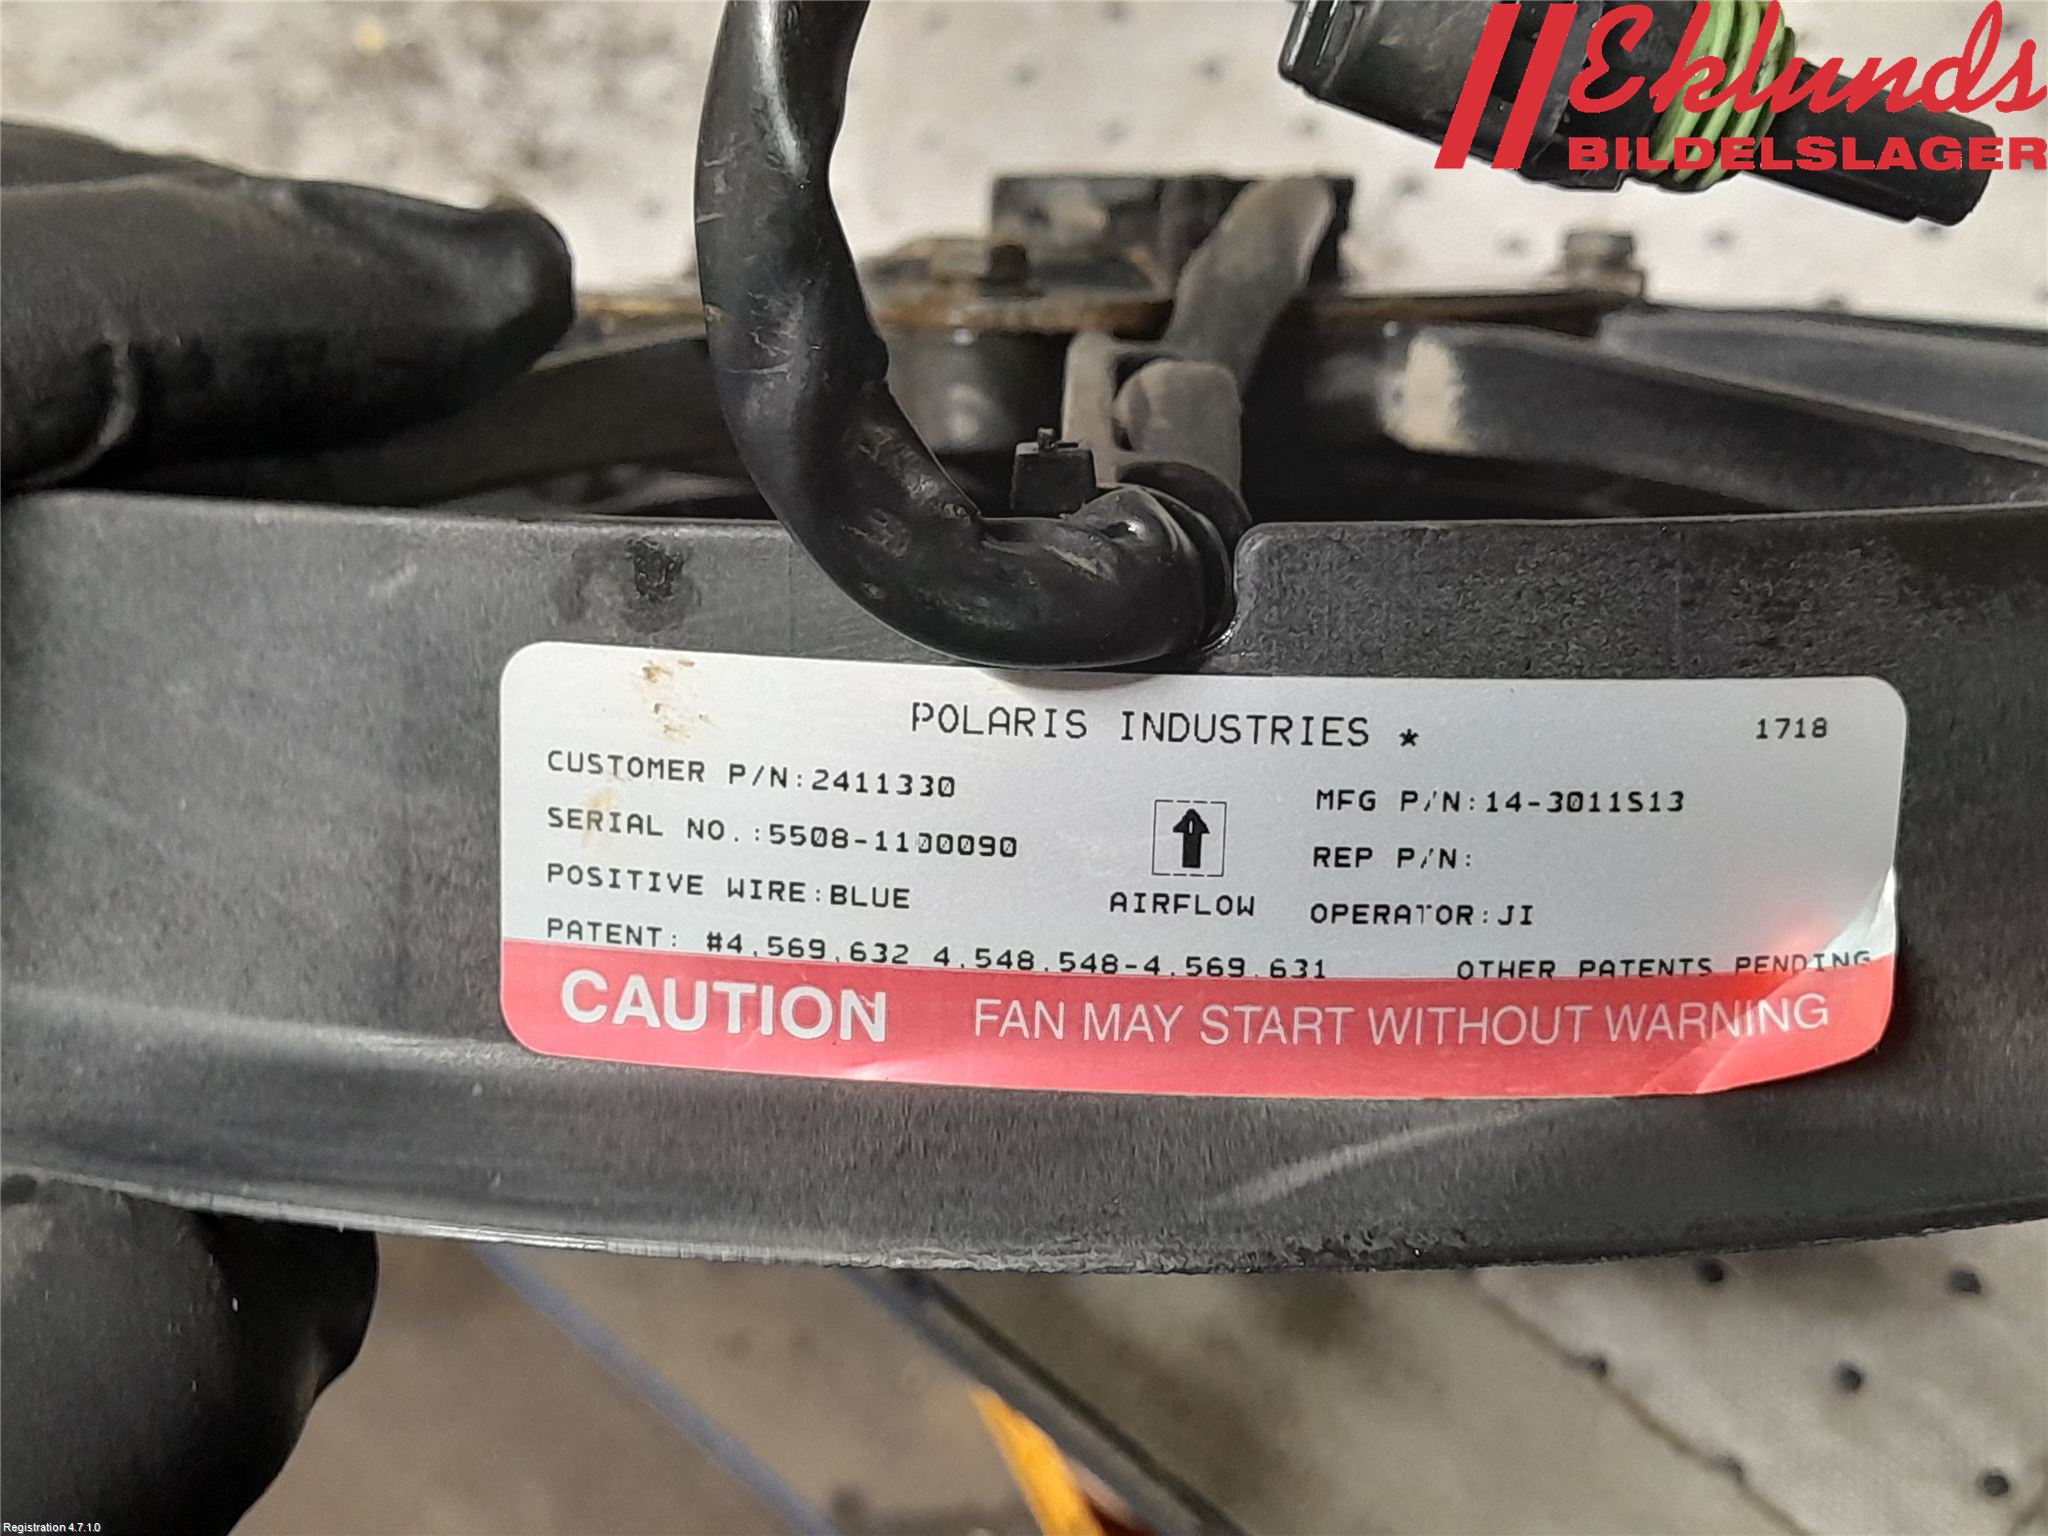 Eklunds
BILDELSLAGER
POLARIS INDUSTRIES * 1718
CUSTOMER P/N:2411330
MFG P/N:14-3011S13
SERIAL NO.:5508-1100090
REP P/N:
POSITIVE WIRE:BLUE
AIRFLOW
OPERATOR:JI
PATENT: #4,569,632 4,548,548-4,569,631 OTHER PATENTS PENDING
CAUTION FAN MAY START WITHOUT WARNING
Registration 4.7.1.0